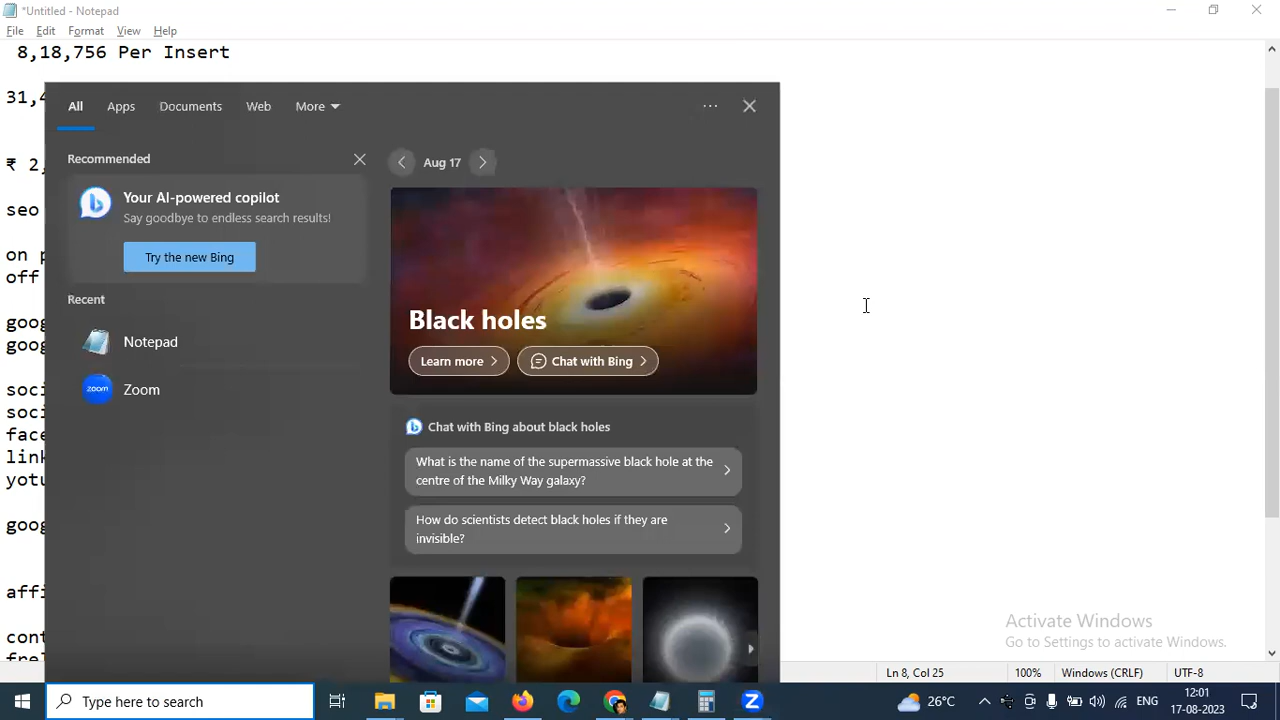 *Untitled - Notepad
File Edit Format View Help
8,18,756 Per Insert
31,4
₹ 2,
seo
on p
off
goog
goog
soci
soci
face
link
yotu
goog
affi
cont
frel
All Apps Documents Web More
Recommended
Your AI-powered copilot
Say goodbye to endless search results!
Try the new Bing
Recent
Notepad
zoom Zoom
Aug 17
Black holes
Learn more Chat with Bing
Chat with Bing about black holes
What is the name of the supermassive black hole at the
centre of the Milky Way galaxy?
How do scientists detect black holes if they are
invisible?
Activate Windows
Go to Settings to activate Windows.
Ln 8, Col 25 100% Windows (CRLF) UTF-8
Type here to search
26°C ENG 12:01
17-08-2023